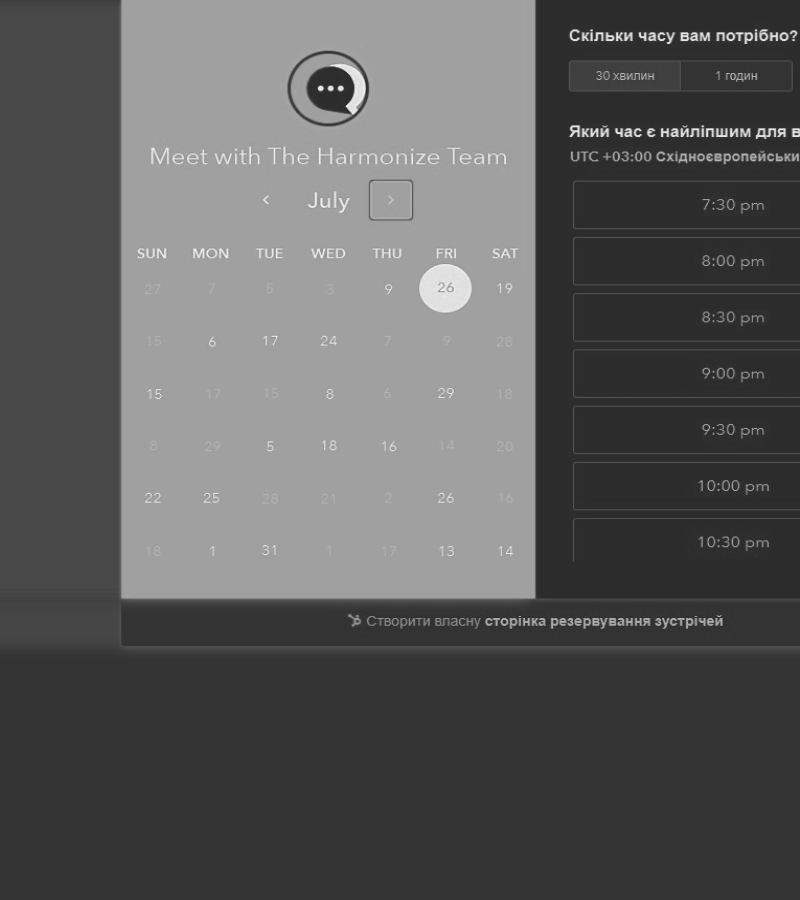 Meet with The Harmonize Team
‹ July ›
SUN MON TUE WED THU FRI SAT
27 7 5 3 9 26 19
15 6 17 24 7 9 28
15 17 15 8 6 29 18
8 29 5 18 16 14 20
22 25 28 21 2 26 16
18 1 31 1 17 13 14
Скільки часу вам потрібно?
30 хвилин 1 годин
Який час є найліпшим для в
UTC +03:00 Східноєвропейськи
7:30 pm
8:00 pm
8:30 pm
9:00 pm
9:30 pm
10:00 pm
10:30 pm
Створити власну сторінка резервування зустрічей